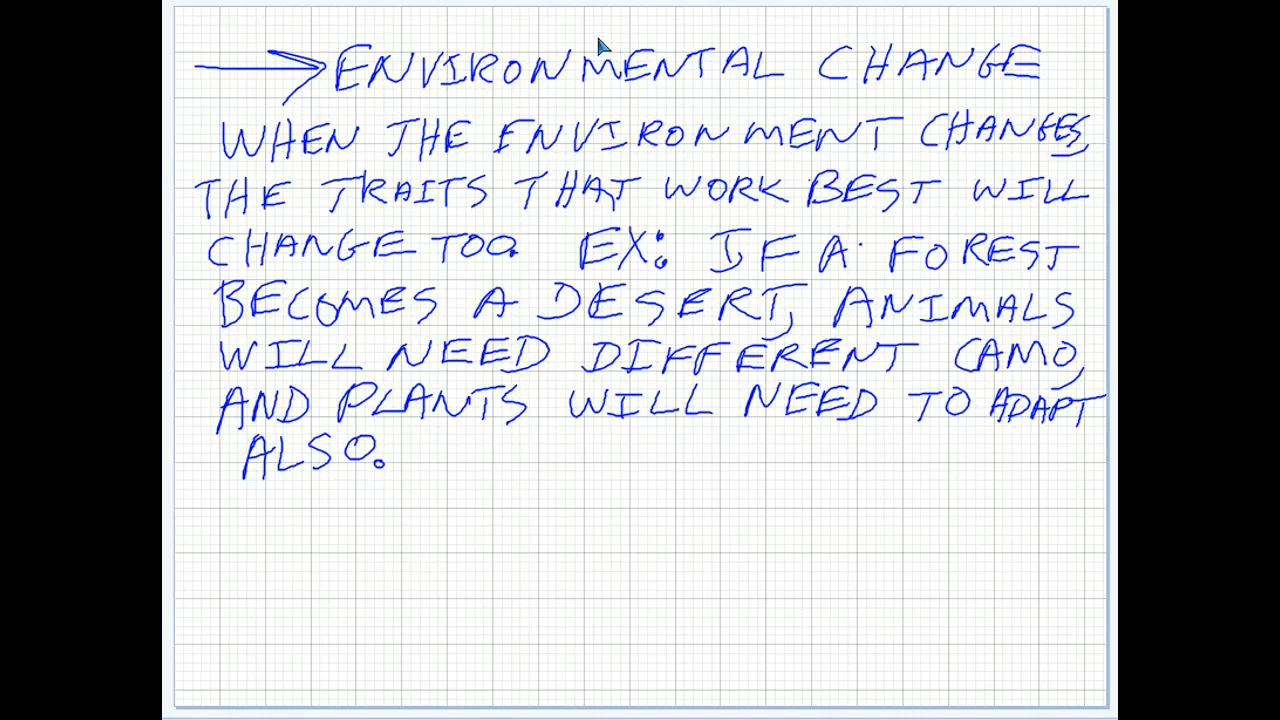 → ENVIRONMENTAL CHANGE
WHEN THE ENVIRONMENT CHANGES,
THE TRAITS THAT WORK BEST WILL
CHANGE TOO. EX: IF A FOREST
BECOMES A DESERT, ANIMALS
WILL NEED DIFFERENT CAMO,
AND PLANTS WILL NEED TO ADAPT
ALSO.